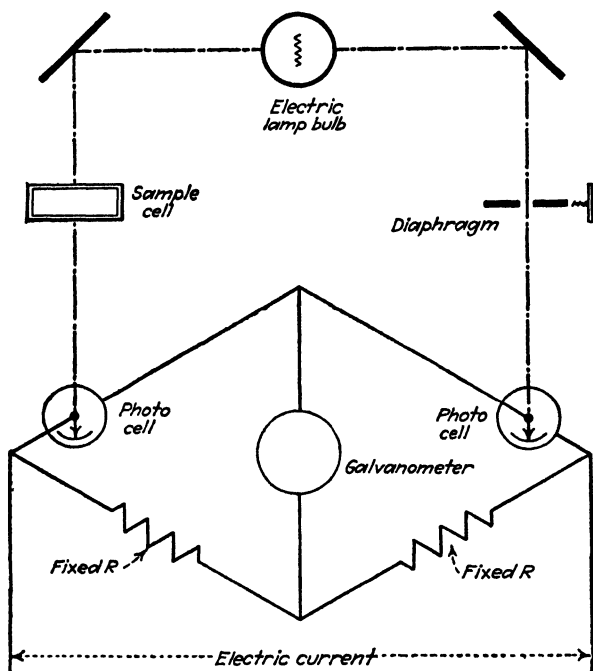 Electric
lamp bulb
Sample
cell
Diaphragm
Photo
cell
Photo
cell
Galvanometer
Fixed R
Fixed R
Electric current